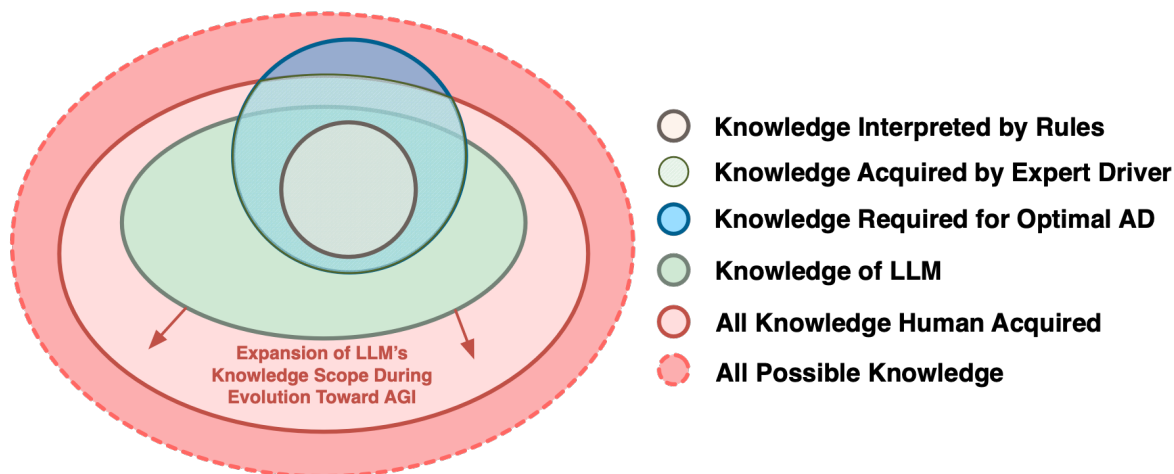 Knowledge Interpreted by Rules
Knowledge Acquired by Expert Driver
Knowledge Required for Optimal AD
Knowledge of LLM
All Knowledge Human Acquired
All Possible Knowledge
Expansion of LLM's
Knowledge Scope During
Evolution Toward AGI